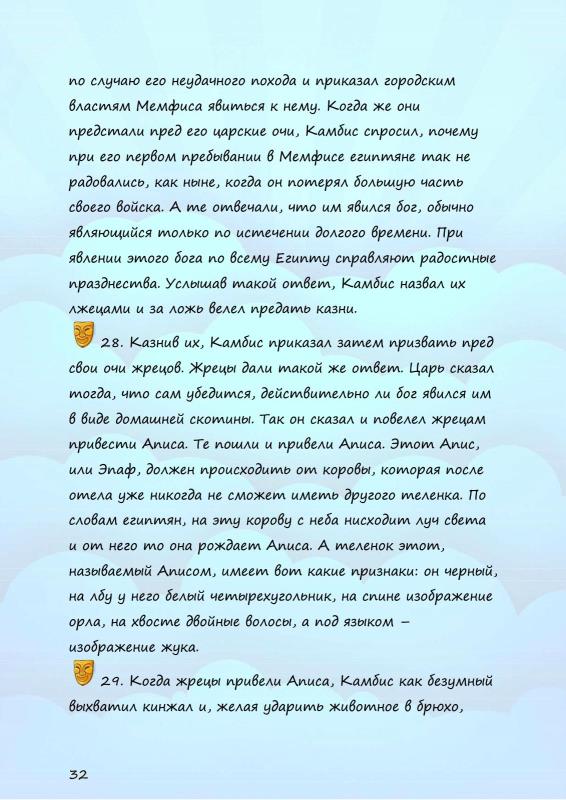 по случаю его неудачного похода и приказал городским
властям Мемфиса явиться к нему. Когда же они
предстали пред его царские очи, Камбис спросил, почему
при его первом пребывании в Мемфисе египтяне так не
радовались, как ныне, когда он потерял большую часть
своего войска. А те отвечали, что им явился бог, обычно
являющийся только по истечении долгого времени. При
явлении этого бога по всему Египту справляют радостные
празднества. Услышав такой ответ, Камбис назвал их
лжецами и за ложь велел предать казни.
28. Казнив их, Камбис приказал затем призвать пред
свои очи жрецов. Жрецы дали такой же ответ. Царь сказал
тогда, что сам убедится, действительно ли бог явился им
в виде домашней скотины. Так он сказал и повелел жрецам
привести Аписа. Те пошли и привели Аписа. Этот Апис,
или Эпаф, должен происходить от коровы, которая после
отела уже никогда не сможет иметь другого теленка. По
словам египтян, на эту корову с неба нисходит луч света
и от него то она рождает Аписа. А теленок этот,
называемый Аписом, имеет вот какие признаки: он черный,
на лбу у него белый четырехугольник, на спине изображение
орла, на хвосте двойные волосы, а под языком –
изображение жука.
29. Когда жрецы привели Аписа, Камбис как безумный
выхватил кинжал и, желая ударить животное в брюхо,
32